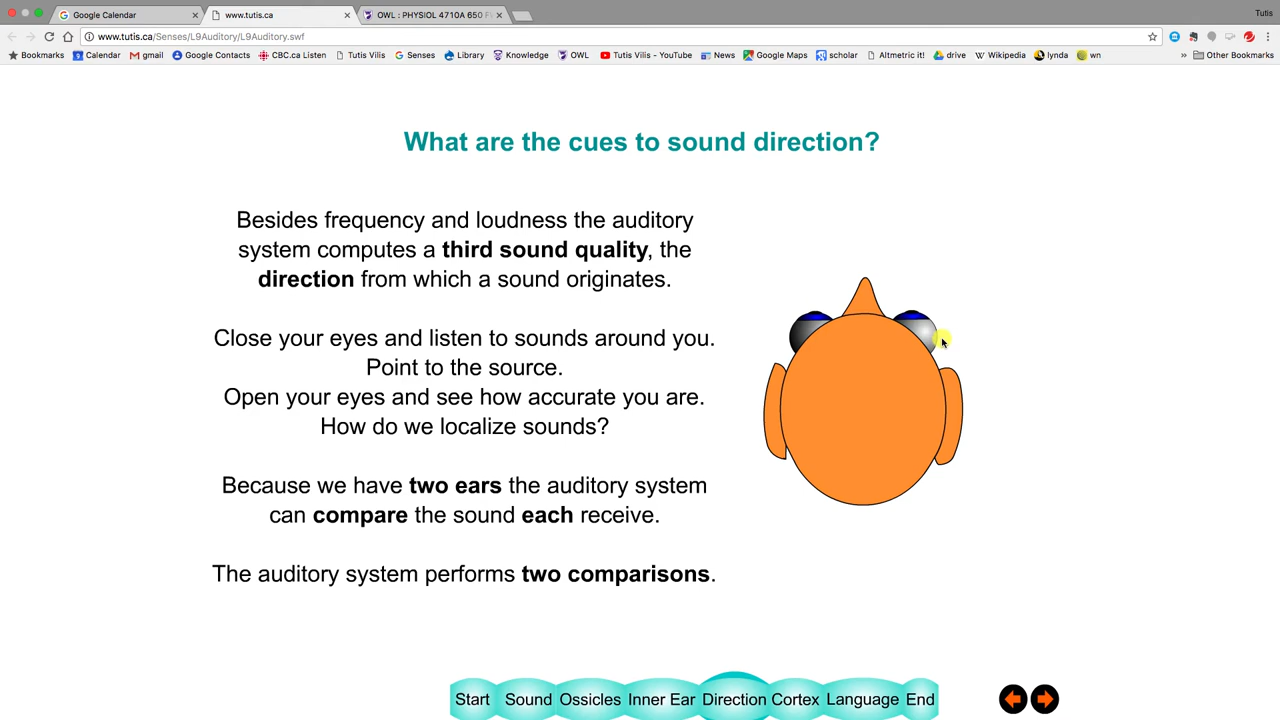 Google Calendar
www.tutis.ca
OWL : PHYSIOL 4710A 650 F
Tutis
www.tutis.ca/Senses/L9Auditory/L9Auditory.swf
Bookmarks Calendar gmail Google Contacts CBC.ca Listen Tutis Vilis Senses Library Knowledge OWL Tutis Vilis - YouTube News Google Maps scholar Altmetric it! drive Wikipedia lynda wn » Other Bookmarks
What are the cues to sound direction?
Besides frequency and loudness the auditory
system computes a third sound quality, the
direction from which a sound originates.
Close your eyes and listen to sounds around you.
Point to the source.
Open your eyes and see how accurate you are.
How do we localize sounds?
Because we have two ears the auditory system
can compare the sound each receive.
The auditory system performs two comparisons.
Start Sound Ossicles Inner Ear Direction Cortex Language End